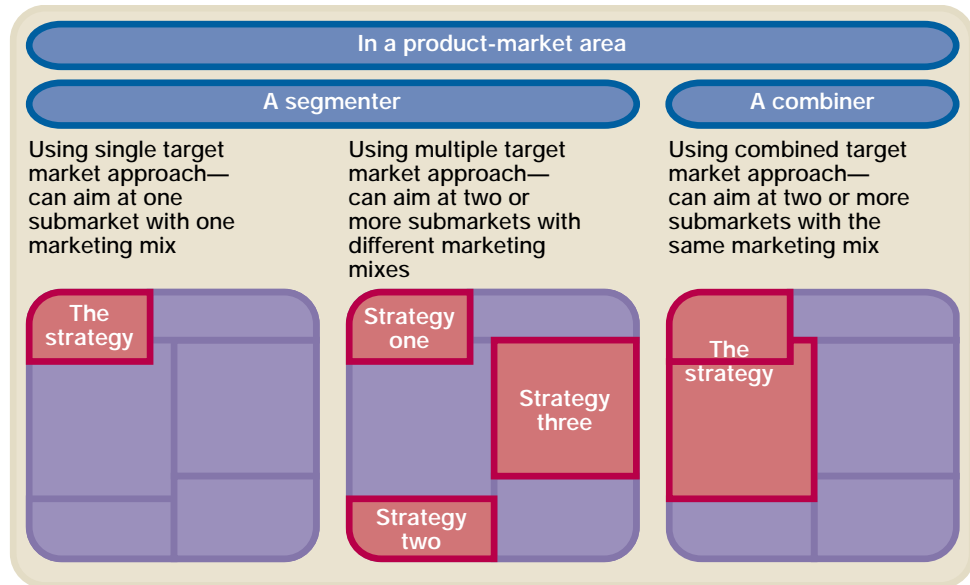 In a product-market area
A segmenter
A combiner
Using single target
market approach—
can aim at one
submarket with one
marketing mix
Using multiple target
market approach—
can aim at two or
more submarkets with
different marketing
mixes
Using combined target
market approach—
can aim at two or more
submarkets with the
same marketing mix
The
strategy
Strategy
one
Strategy
three
Strategy
two
The
strategy